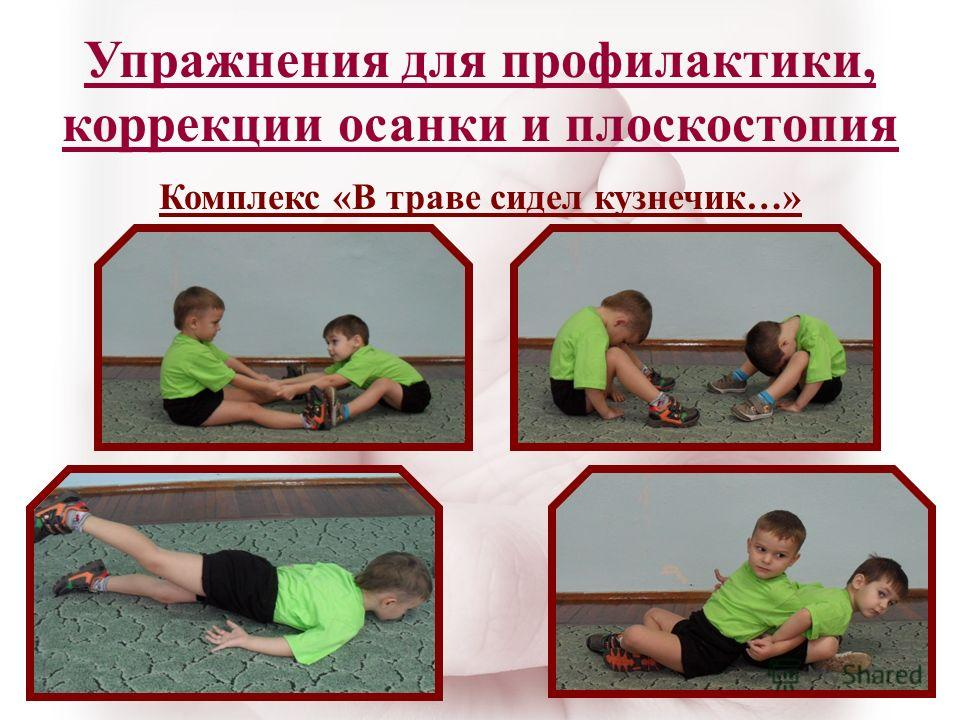 Упражнения для профилактики,
коррекции осанки и плоскостопия
Комплекс «В траве сидел кузнечик…»
Shared